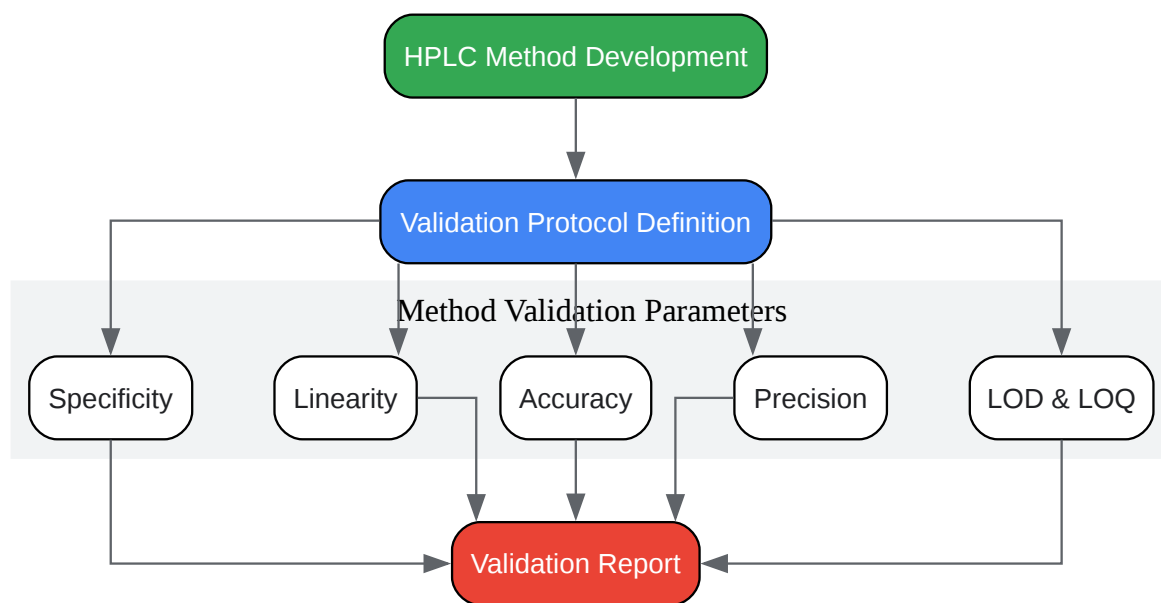 HPLC Method Development
Validation Protocol Definition
Method Validation Parameters
Specificity
Linearity
Accuracy
Precision
LOD & LOQ
Validation Report